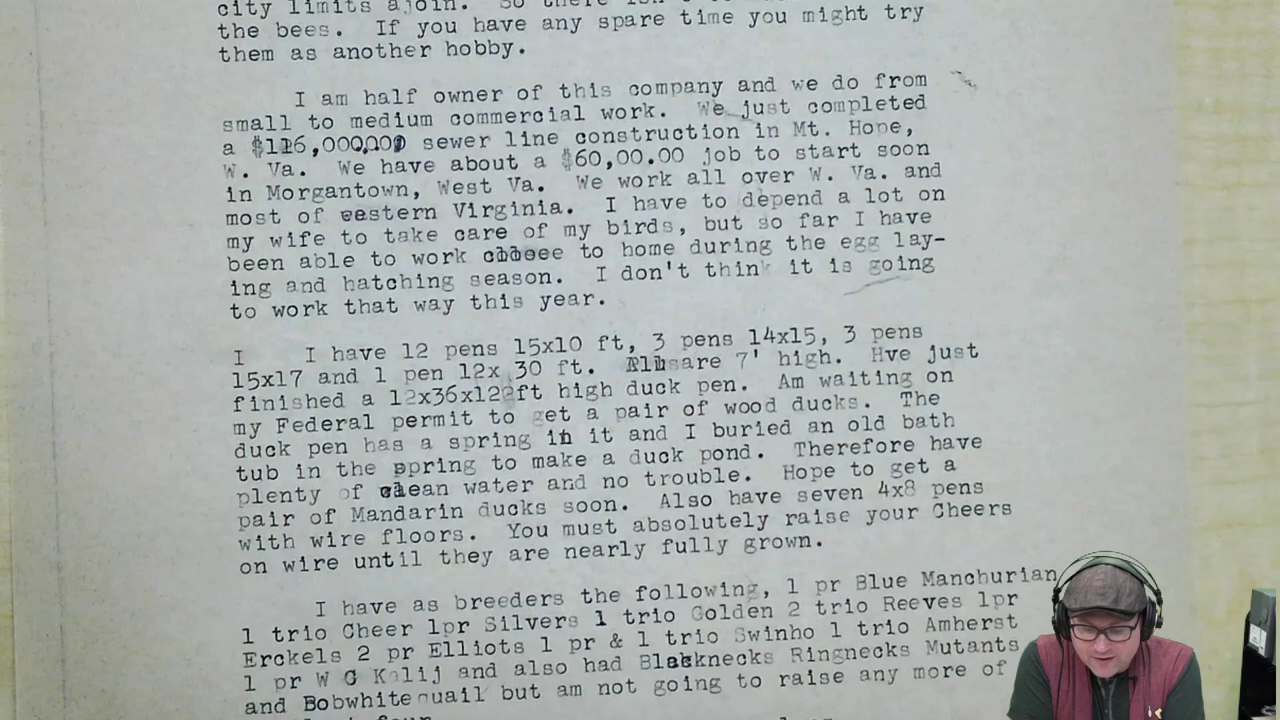 city limits ajoin. So there isn't
the bees. If you have any spare time you might try
them as another hobby.
I am half owner of this company and we do from
small to medium commercial work. We just completed
a $116,000.00 sewer line construction in Mt. Hope,
W. Va. We have about a $60,00.00 job to start soon
in Morgantown, West Va. We work all over W. Va. and
most of eastern Virginia. I have to depend a lot on
my wife to take care of my birds, but so far I have
been able to work to home during the egg lay-
ing and hatching season. I don't think it is going
to work that way this year.
I I have 12 pens 15x10 ft, 3 pens 14x15, 3 pens
15x17 and 1 pen 12x 30 ft. are 7' high. Hve just
finished a 12x36x12 ft high duck pen. Am waiting on
my Federal permit to get a pair of wood ducks. The
duck pen has a spring in it and I buried an old bath
tub in the spring to make a duck pond. Therefore have
plenty of clean water and no trouble. Hope to get a
pair of Mandarin ducks soon. Also have seven 4x8 pens
with wire floors. You must absolutely raise your Cheers
on wire until they are nearly fully grown.
I have as breeders the following, 1 pr Blue Manchurian
1 trio Cheer 1pr Silvers 1 trio Golden 2 trio Reeves 1pr
Erckels 2 pr Elliots 1 pr & 1 trio Swinho 1 trio Amherst
1 pr W C Kalij and also had Blacknecks Ringnecks Mutants
and Bobwhite quail but am not going to raise any more of
four